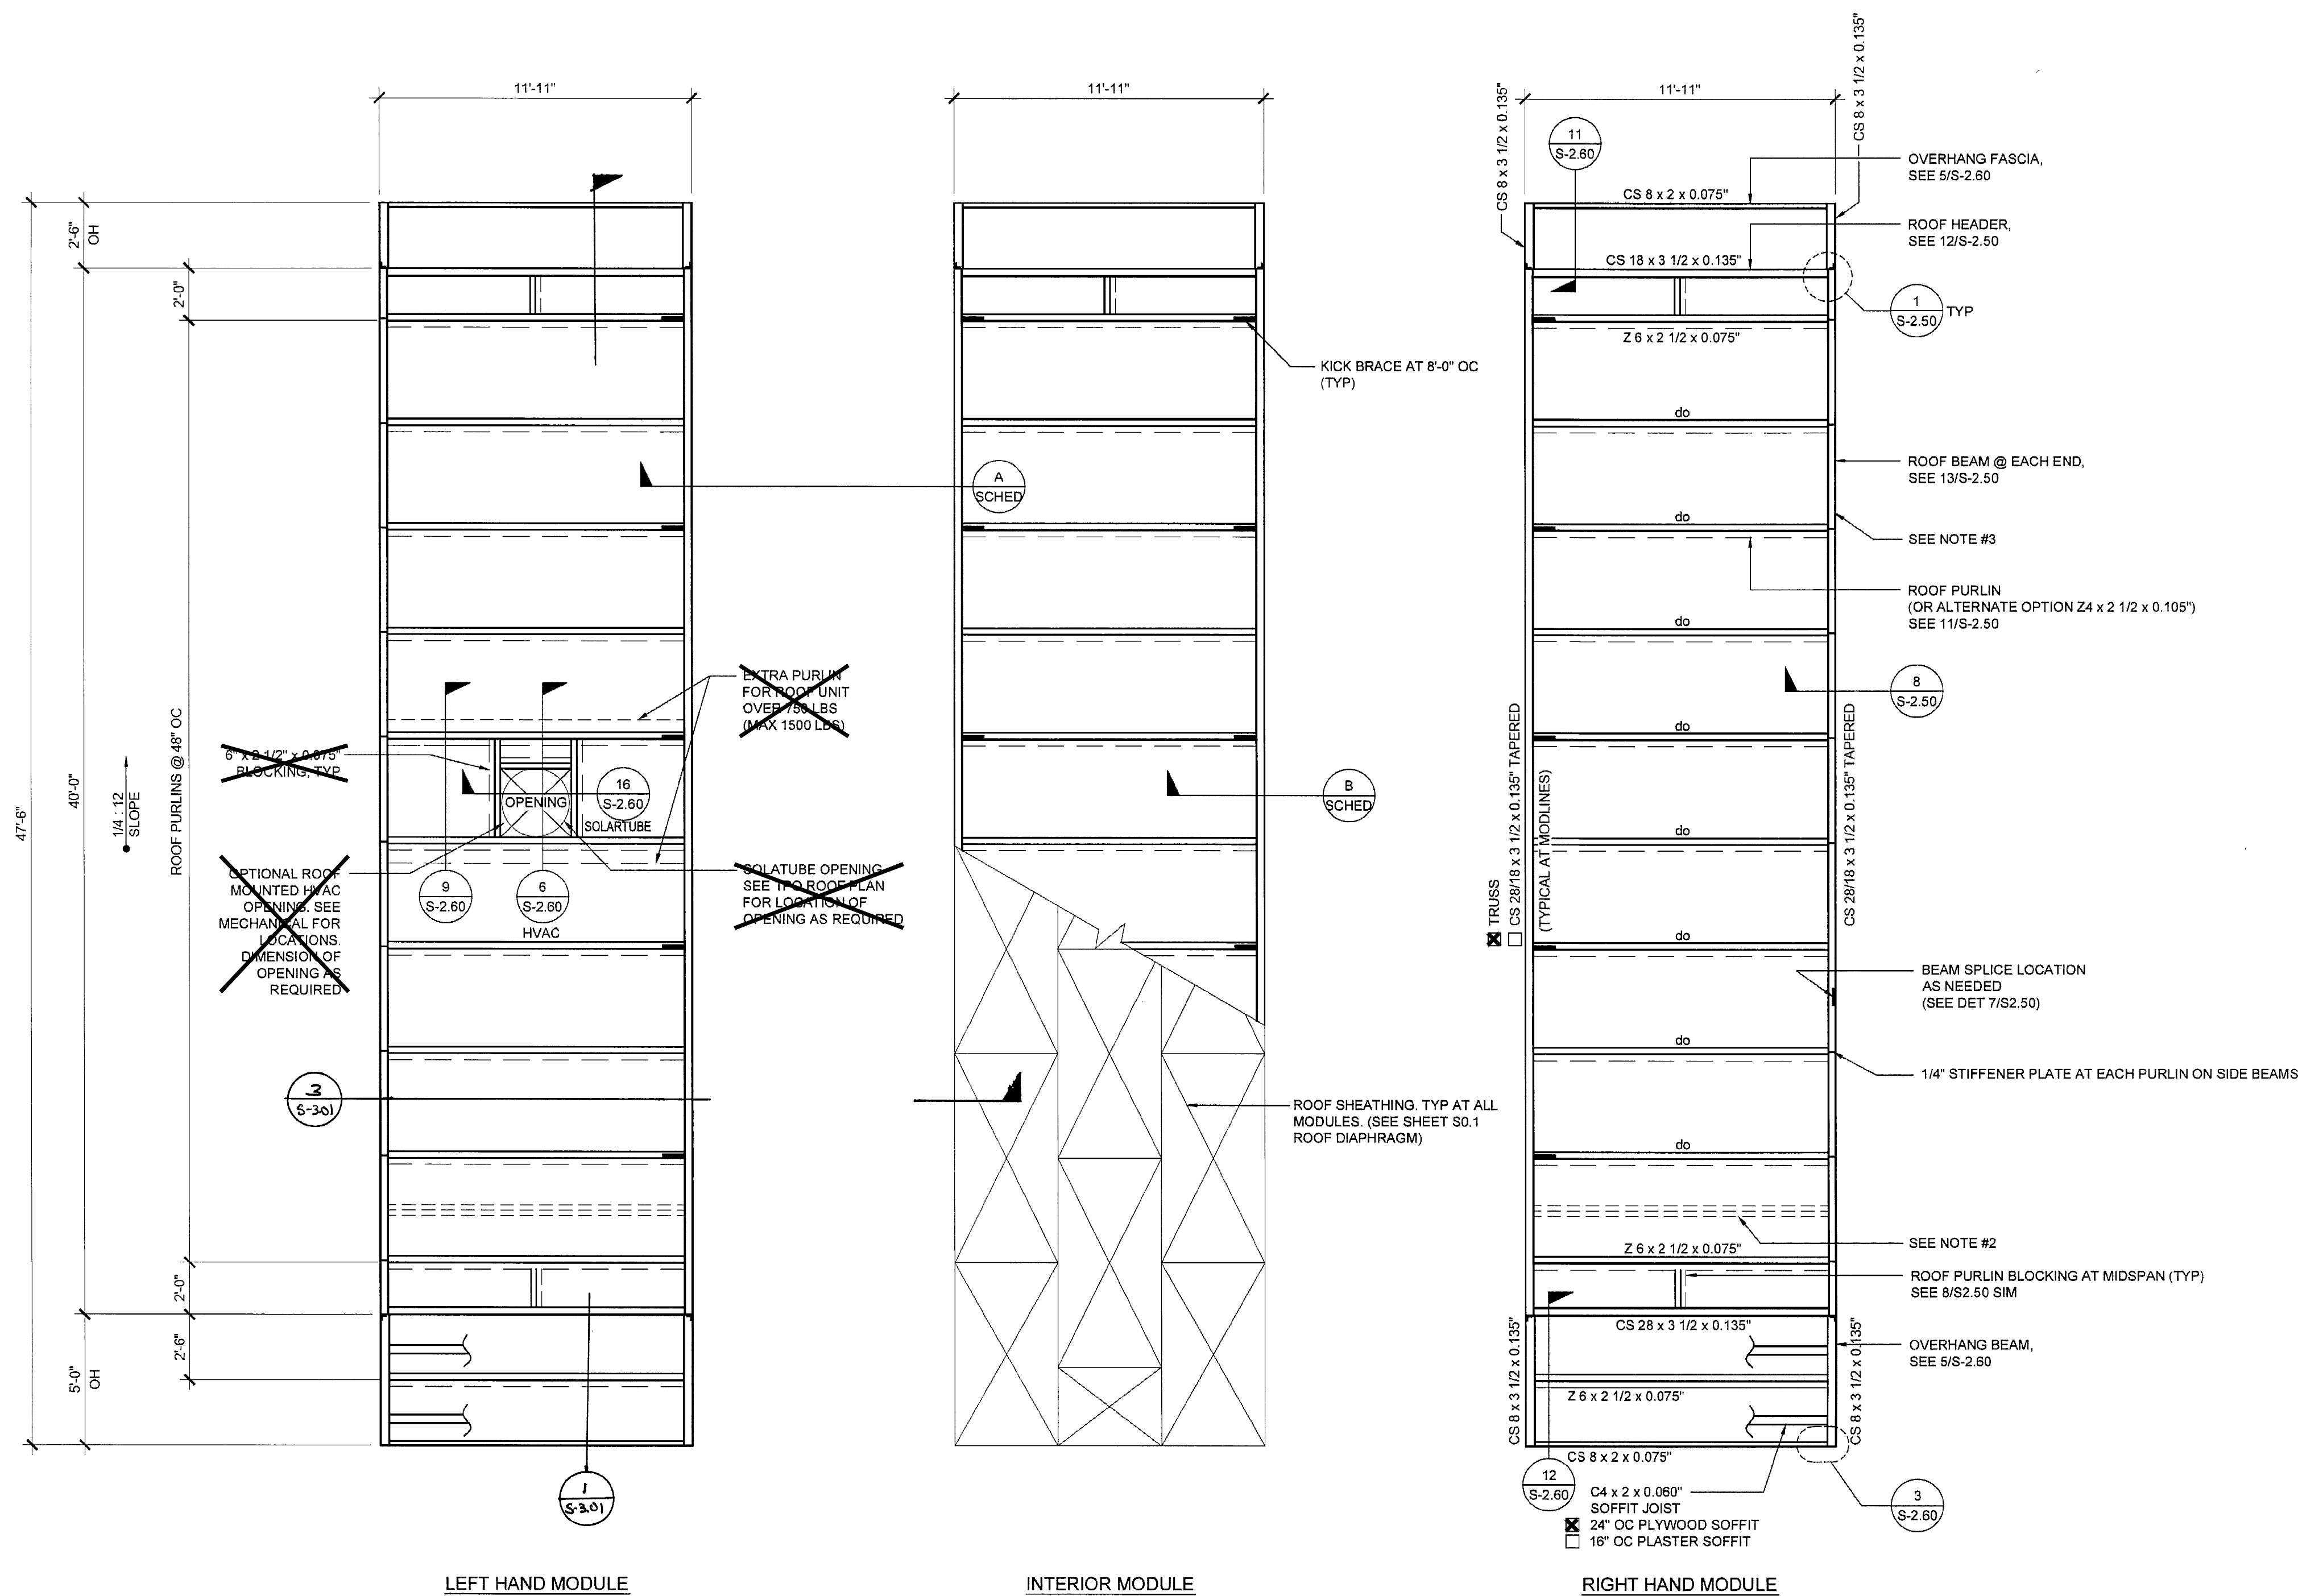 11'-11"
11'-11"
11'-11"
CS 8 x 3 1/2 x 0.135"
CS 8 x 3 1/2 x 0.135"
11
S-2.60
OVERHANG FASCIA,
SEE 5/S-2.60
CS 8 x 2 x 0.075"
2'-6"
OH
ROOF HEADER,
SEE 12/S-2.50
CS 18 x 3 1/2 x 0.135"
2'-0"
1
S-2.50
TYP
Z 6 x 2 1/2 x 0.075"
KICK BRACE AT 8'-0" OC
(TYP)
do
ROOF BEAM @ EACH END,
SEE 13/S-2.50
A
SCHED
do
SEE NOTE #3
ROOF PURLIN
(OR ALTERNATE OPTION Z4 x 2 1/2 x 0.105")
SEE 11/S-2.50
do
EXTRA PURLIN
FOR ROOF UNIT
OVER 750 LBS
(MAX 1500 LBS)
8
S-2.50
do
6" x 2 1/2" x 0.075"
BLOCKING, TYP
47'-6"
40'-0"
1/4 : 12
SLOPE
ROOF PURLINS @ 48" OC
16
S-2.60
OPENING
SOLARTUBE
B
SCHED
TRUSS
CS 28/18 x 3 1/2 x 0.135" TAPERED
(TYPICAL AT MODLINES)
CS 28/18 x 3 1/2 x 0.135" TAPERED
do
OPTIONAL ROOF
MOUNTED HVAC
OPENING. SEE
MECHANICAL FOR
LOCATIONS.
DIMENSION OF
OPENING AS
REQUIRED
9
S-2.60
6
S-2.60
HVAC
SOLATUBE OPENING
SEE TPO ROOF PLAN
FOR LOCATION OF
OPENING AS REQUIRED
do
BEAM SPLICE LOCATION
AS NEEDED
(SEE DET 7/S2.50)
do
1/4" STIFFENER PLATE AT EACH PURLIN ON SIDE BEAMS
3
S-3.01
ROOF SHEATHING. TYP AT ALL
MODULES. (SEE SHEET S0.1
ROOF DIAPHRAGM)
do
SEE NOTE #2
Z 6 x 2 1/2 x 0.075"
ROOF PURLIN BLOCKING AT MIDSPAN (TYP)
SEE 8/S2.50 SIM
2'-0"
12
S-2.60
CS 28 x 3 1/2 x 0.135"
2'-6"
5'-0"
OH
CS 8 x 3 1/2 x 0.135"
CS 8 x 3 1/2 x 0.135"
OVERHANG BEAM,
SEE 5/S-2.60
Z 6 x 2 1/2 x 0.075"
CS 8 x 2 x 0.075"
1
S-3.01
C4 x 2 x 0.060"
SOFFIT JOIST
24" OC PLYWOOD SOFFIT
16" OC PLASTER SOFFIT
3
S-2.60
LEFT HAND MODULE
INTERIOR MODULE
RIGHT HAND MODULE